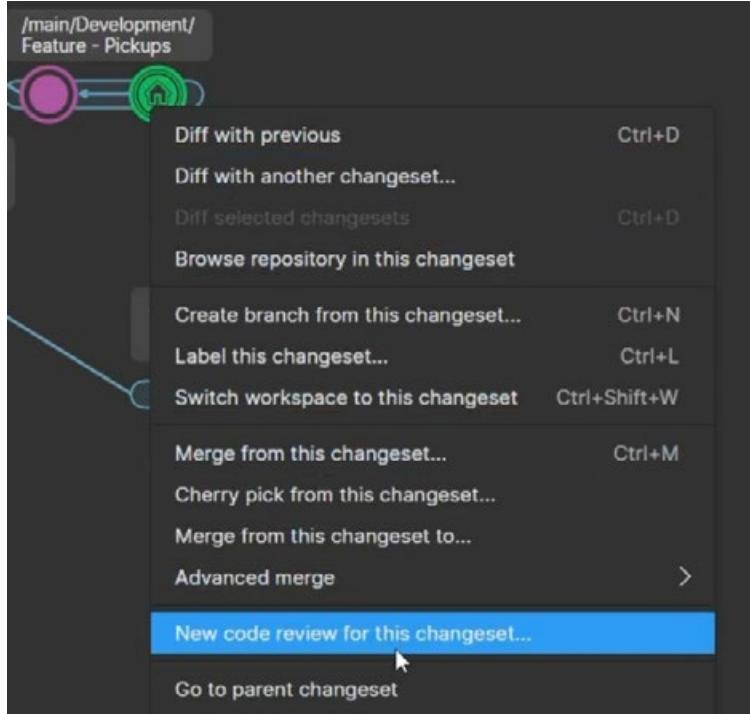 /main/Development/
Feature - Pickups
Diff with previous Ctrl+D
Diff with another changeset...
Diff selected changesets Ctrl+D
Browse repository in this changeset
Create branch from this changeset... Ctrl+N
Label this changeset... Ctrl+L
Switch workspace to this changeset Ctrl+Shift+W
Merge from this changeset... Ctrl+M
Cherry pick from this changeset...
Merge from this changeset to...
Advanced merge
New code review for this changeset...
Go to parent changeset